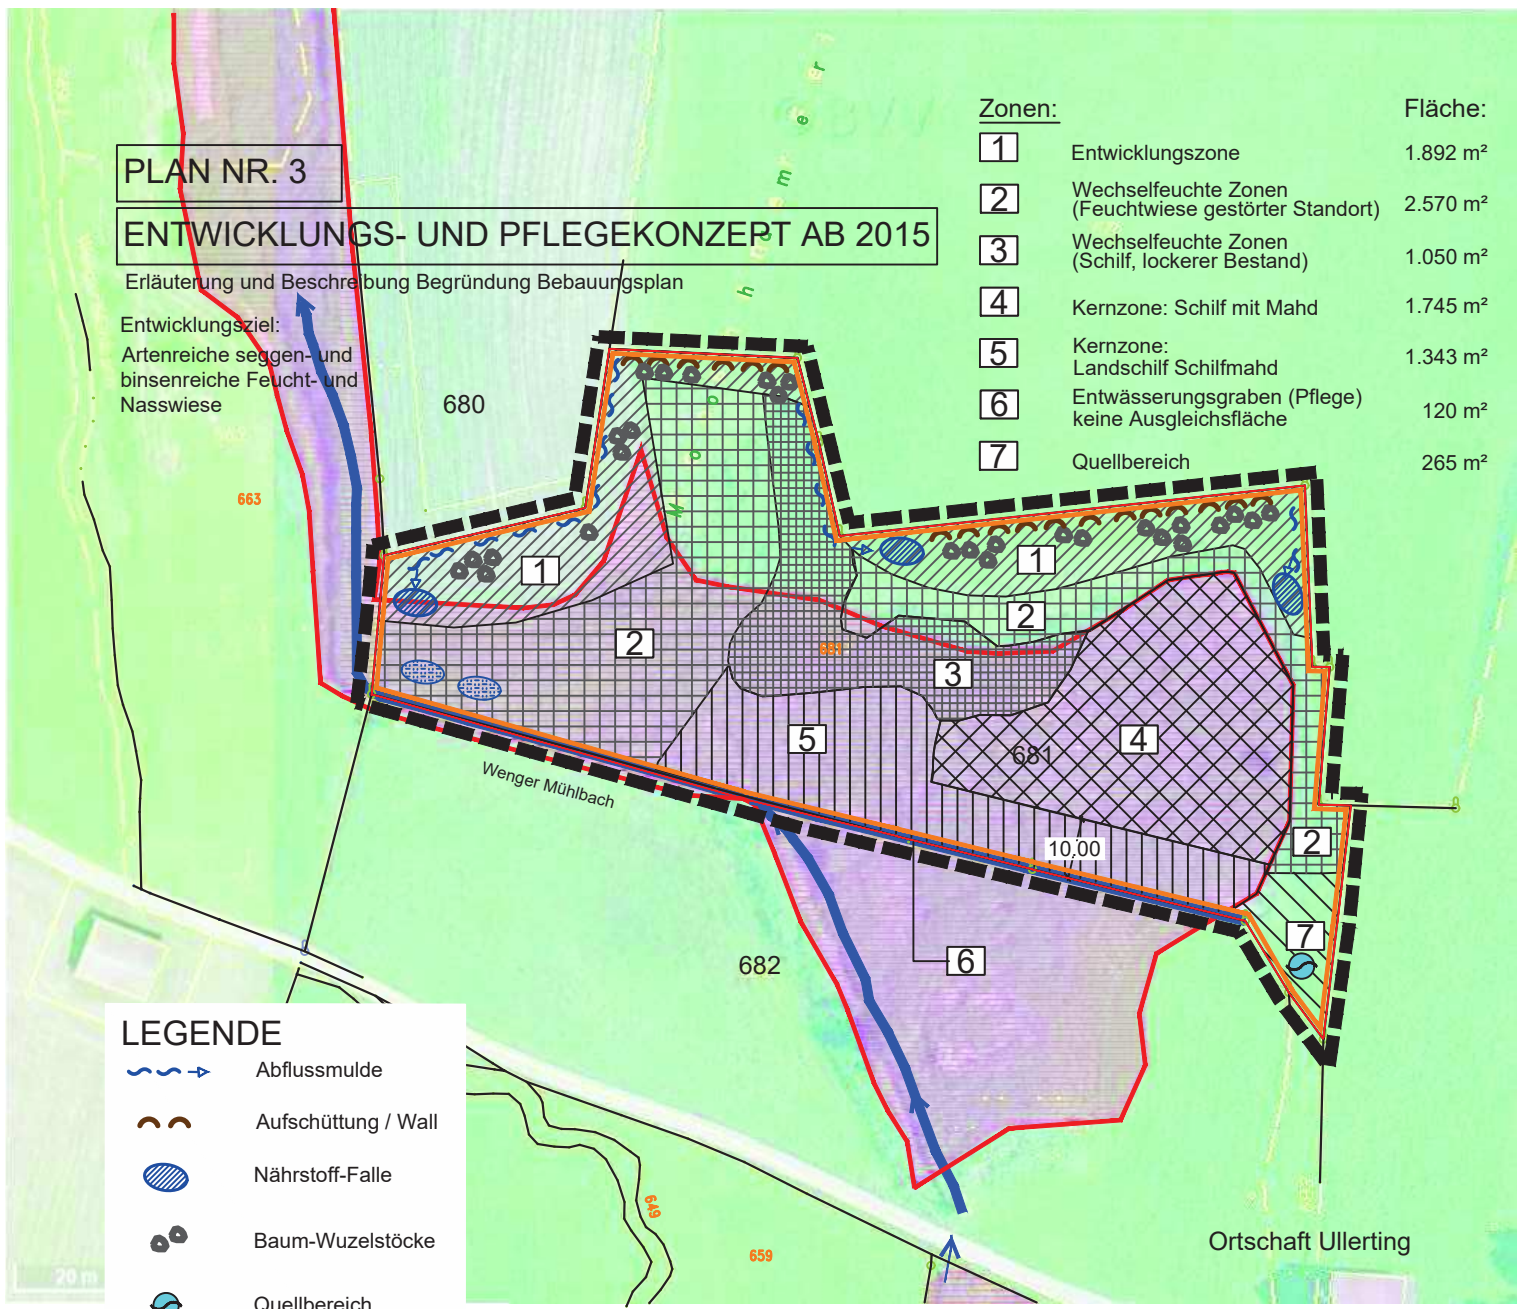 PLAN NR. 3
ENTWICKLUNGS- UND PFLEGEKONZEPT AB 2015
Erläuterung und Beschreibung Begründung Bebauungsplan
Entwicklungsziel:
Artenreiche seggen- und
binsenreiche Feucht- und
Nasswiese
Zonen: Fläche:
1 Entwicklungszone 1.892 m²
2 Wechselfeuchte Zonen
(Feuchtwiese gestörter Standort) 2.570 m²
3 Wechselfeuchte Zonen
(Schilf, lockerer Bestand) 1.050 m²
4 Kernzone: Schilf mit Mahd 1.745 m²
5 Kernzone:
Landschilf Schilfmahd 1.343 m²
6 Entwässerungsgraben (Pflege)
keine Ausgleichsfläche 120 m²
7 Quellbereich 265 m²
680
663
1
1
2
2
681
3
5
681
4
Wenger Mühlbach
10,00
2
7
682
6
LEGENDE
Abflussmulde
Aufschüttung / Wall
Nährstoff-Falle
Baum-Wuzelstöcke
Quellbereich
649
659
Ortschaft Ullerting
20 m